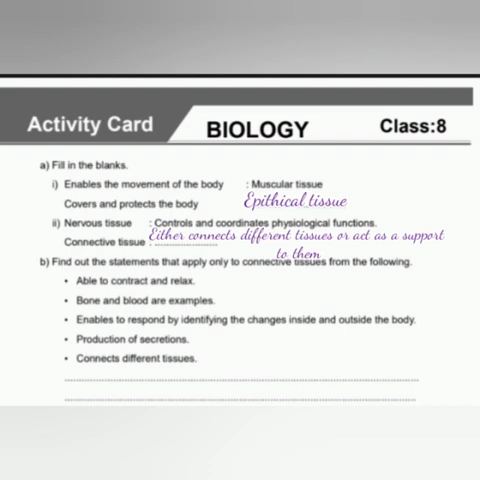 Activity Card
BIOLOGY
Class:8
a) Fill in the blanks.
i) Enables the movement of the body : Muscular tissue
Covers and protects the body Epithical tissue
ii) Nervous tissue : Controls and coordinates physiological functions.
Connective tissue : Either connects different tissues or act as a support
to them
b) Find out the statements that apply only to connective tissues from the following.
• Able to contract and relax.
• Bone and blood are examples.
• Enables to respond by identifying the changes inside and outside the body.
• Production of secretions.
• Connects different tissues.